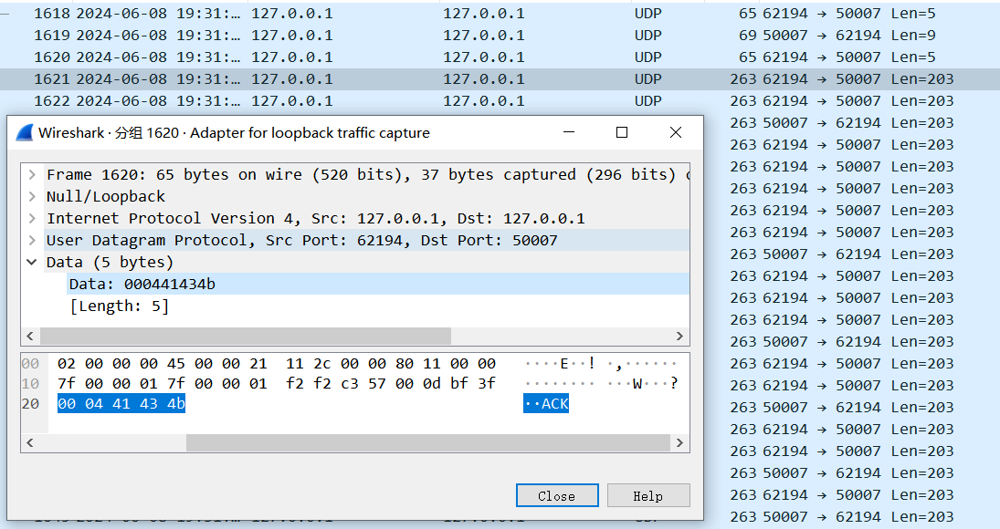 1618 2024-06-08 19:31:… 127.0.0.1 127.0.0.1 UDP 65 62194 → 50007 Len=5
1619 2024-06-08 19:31:… 127.0.0.1 127.0.0.1 UDP 69 50007 → 62194 Len=9
1620 2024-06-08 19:31:… 127.0.0.1 127.0.0.1 UDP 65 62194 → 50007 Len=5
1621 2024-06-08 19:31:… 127.0.0.1 127.0.0.1 UDP 263 62194 → 50007 Len=203
1622 2024-06-08 19:31:… 127.0.0.1 127.0.0.1 UDP 263 62194 → 50007 Len=203
263 50007 → 62194 Len=203
263 62194 → 50007 Len=203
263 62194 → 50007 Len=203
263 62194 → 50007 Len=203
263 62194 → 50007 Len=203
263 62194 → 50007 Len=203
263 50007 → 62194 Len=203
263 62194 → 50007 Len=203
263 62194 → 50007 Len=203
263 62194 → 50007 Len=203
263 50007 → 62194 Len=203
263 62194 → 50007 Len=203
263 62194 → 50007 Len=203
263 50007 → 62194 Len=203
263 62194 → 50007 Len=203
263 62194 → 50007 Len=203
263 50007 → 62194 Len=203
263 62194 → 50007 Len=203
263 62194 → 50007 Len=203
Wireshark · 分组 1620 · Adapter for loopback traffic capture
Frame 1620: 65 bytes on wire (520 bits), 37 bytes captured (296 bits)
Null/Loopback
Internet Protocol Version 4, Src: 127.0.0.1, Dst: 127.0.0.1
User Datagram Protocol, Src Port: 62194, Dst Port: 50007
Data (5 bytes)
Data: 000441434b
[Length: 5]
00 02 00 00 00 45 00 00 21 11 2c 00 00 80 11 00 00 ····E··! ·,······
10 7f 00 00 01 7f 00 00 01 f2 f2 c3 57 00 0d bf 3f ········ ···W···?
20 00 04 41 43 4b ··ACK
Close
Help